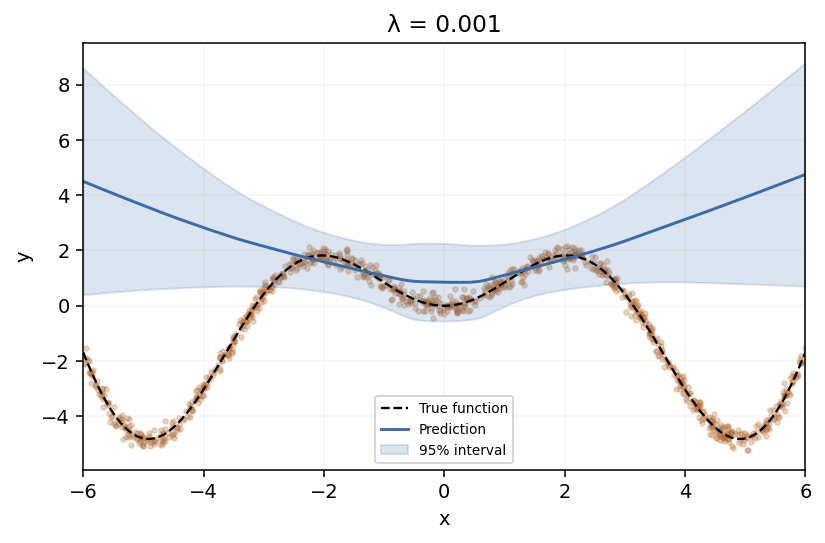 λ = 0.001
y
8
6
4
2
0
−2
−4
True function
Prediction
95% interval
−6 −4 −2 0 2 4 6
x